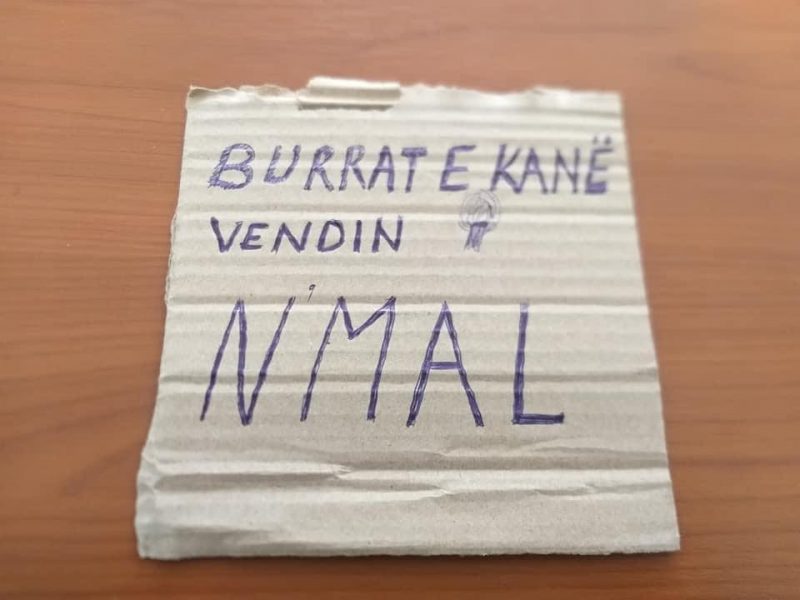 BURRAT E KANË
VENDIN
N'MAL